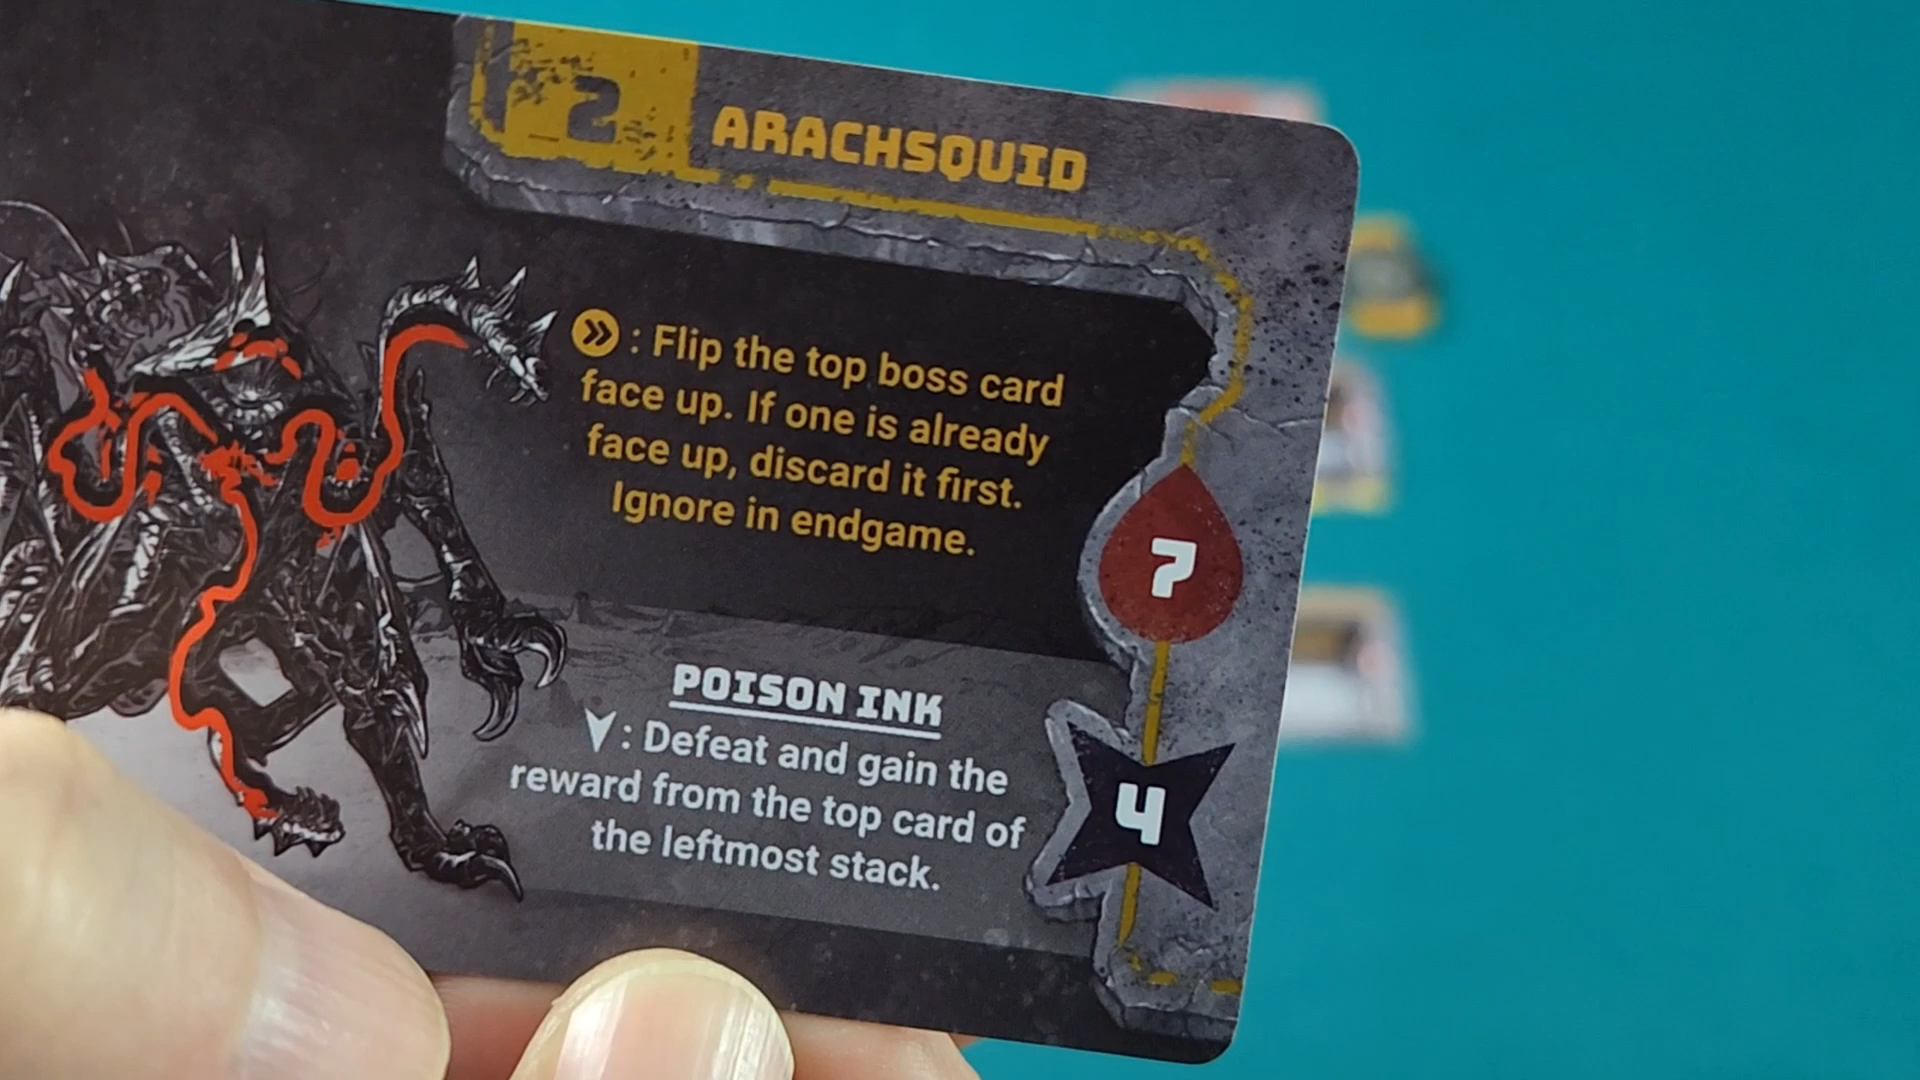 2 ARACHSQUID
: Flip the top boss card
face up. If one is already
face up, discard it first.
Ignore in endgame.
7
POISON INK
: Defeat and gain the
reward from the top card of
the leftmost stack.
4